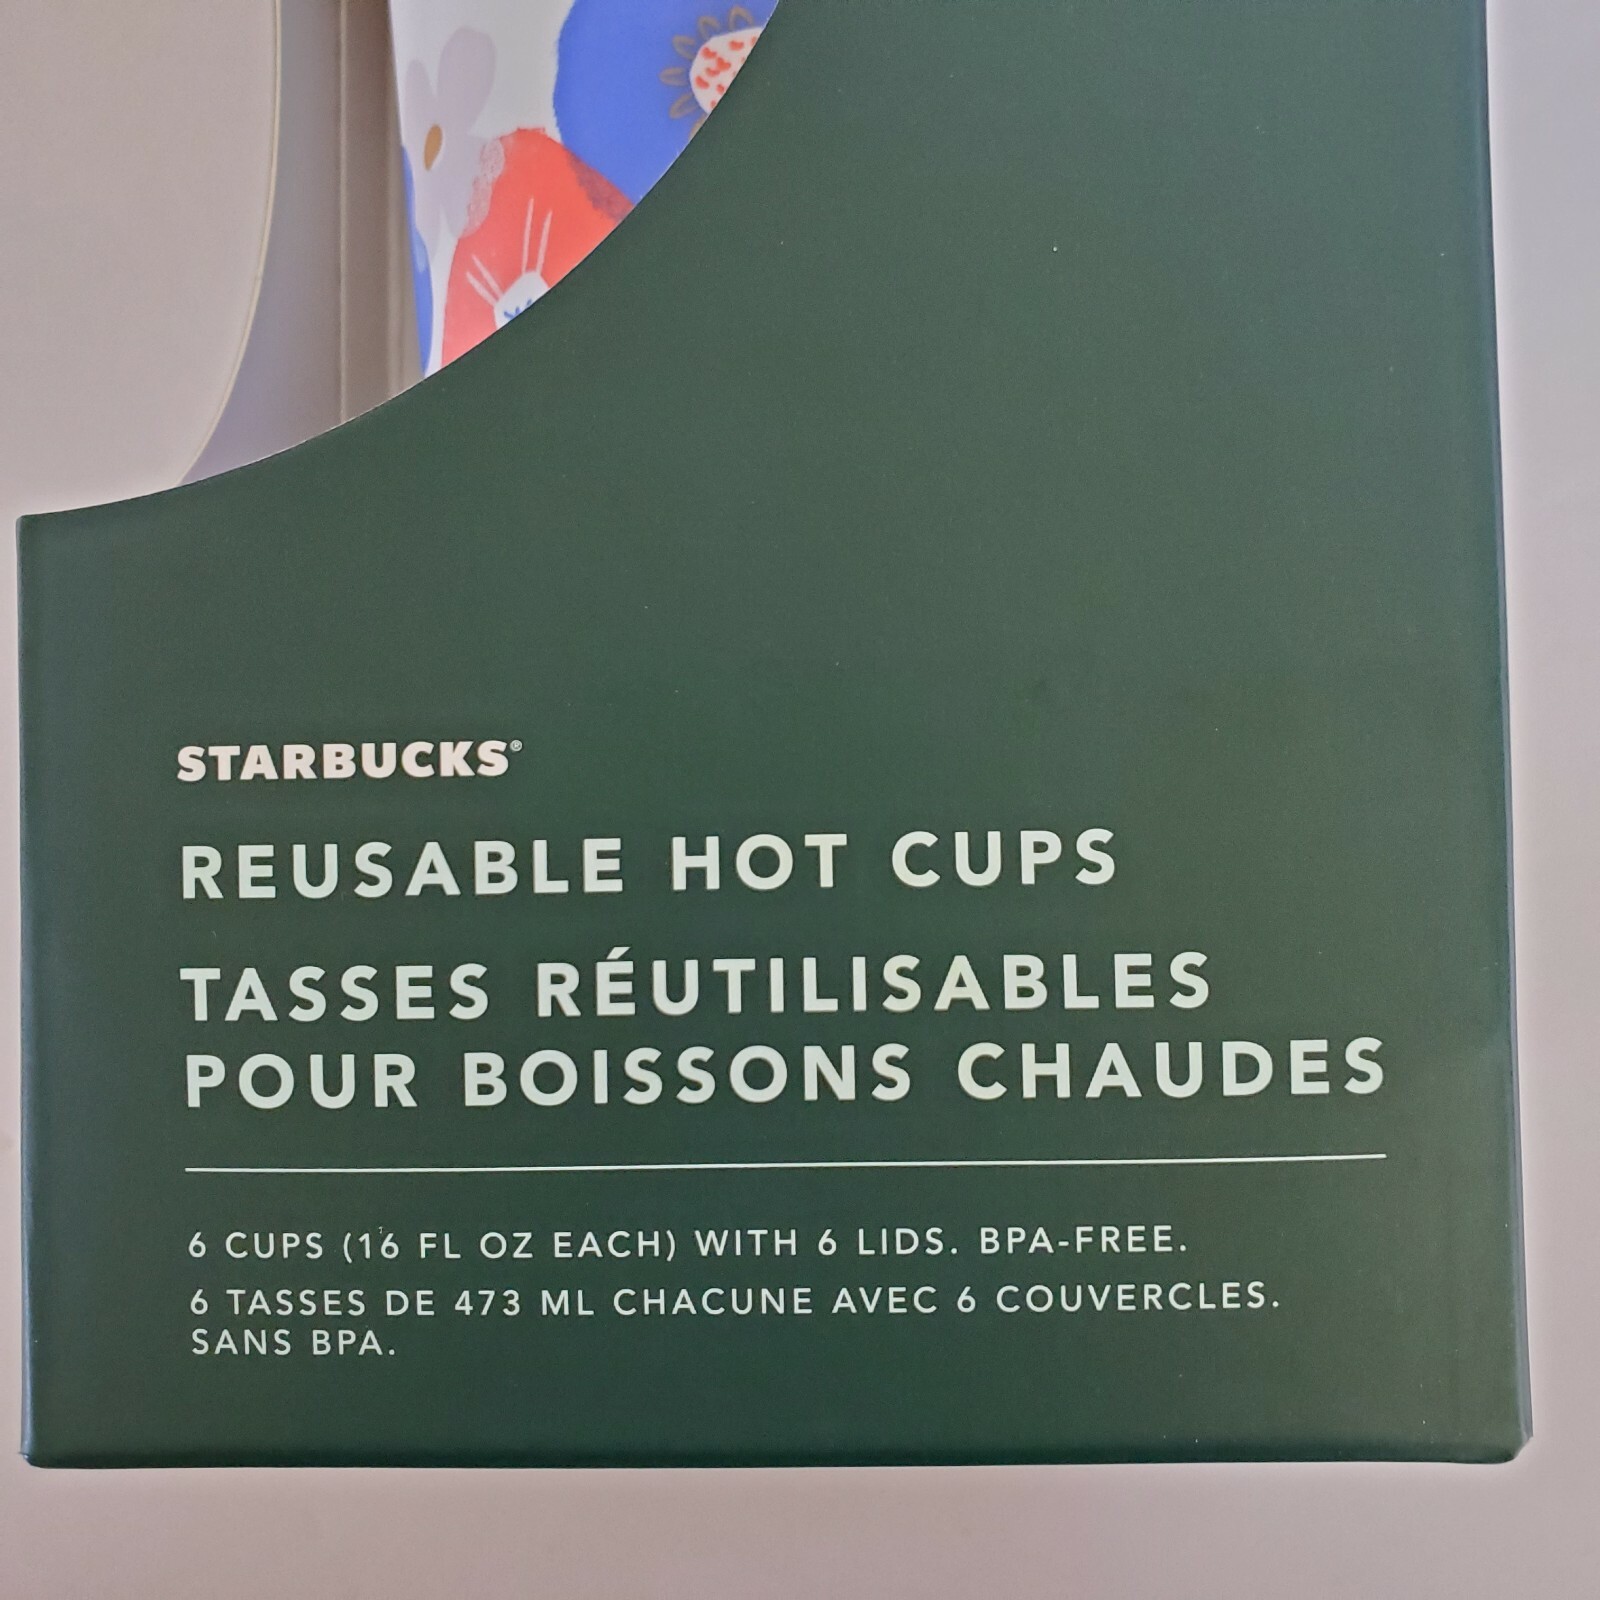 STARBUCKS®
REUSABLE HOT CUPS
TASSES RÉUTILISABLES
POUR BOISSONS CHAUDES
6 CUPS (16 FL OZ EACH) WITH 6 LIDS. BPA-FREE.
6 TASSES DE 473 ML CHACUNE AVEC 6 COUVERCLES.
SANS BPA.